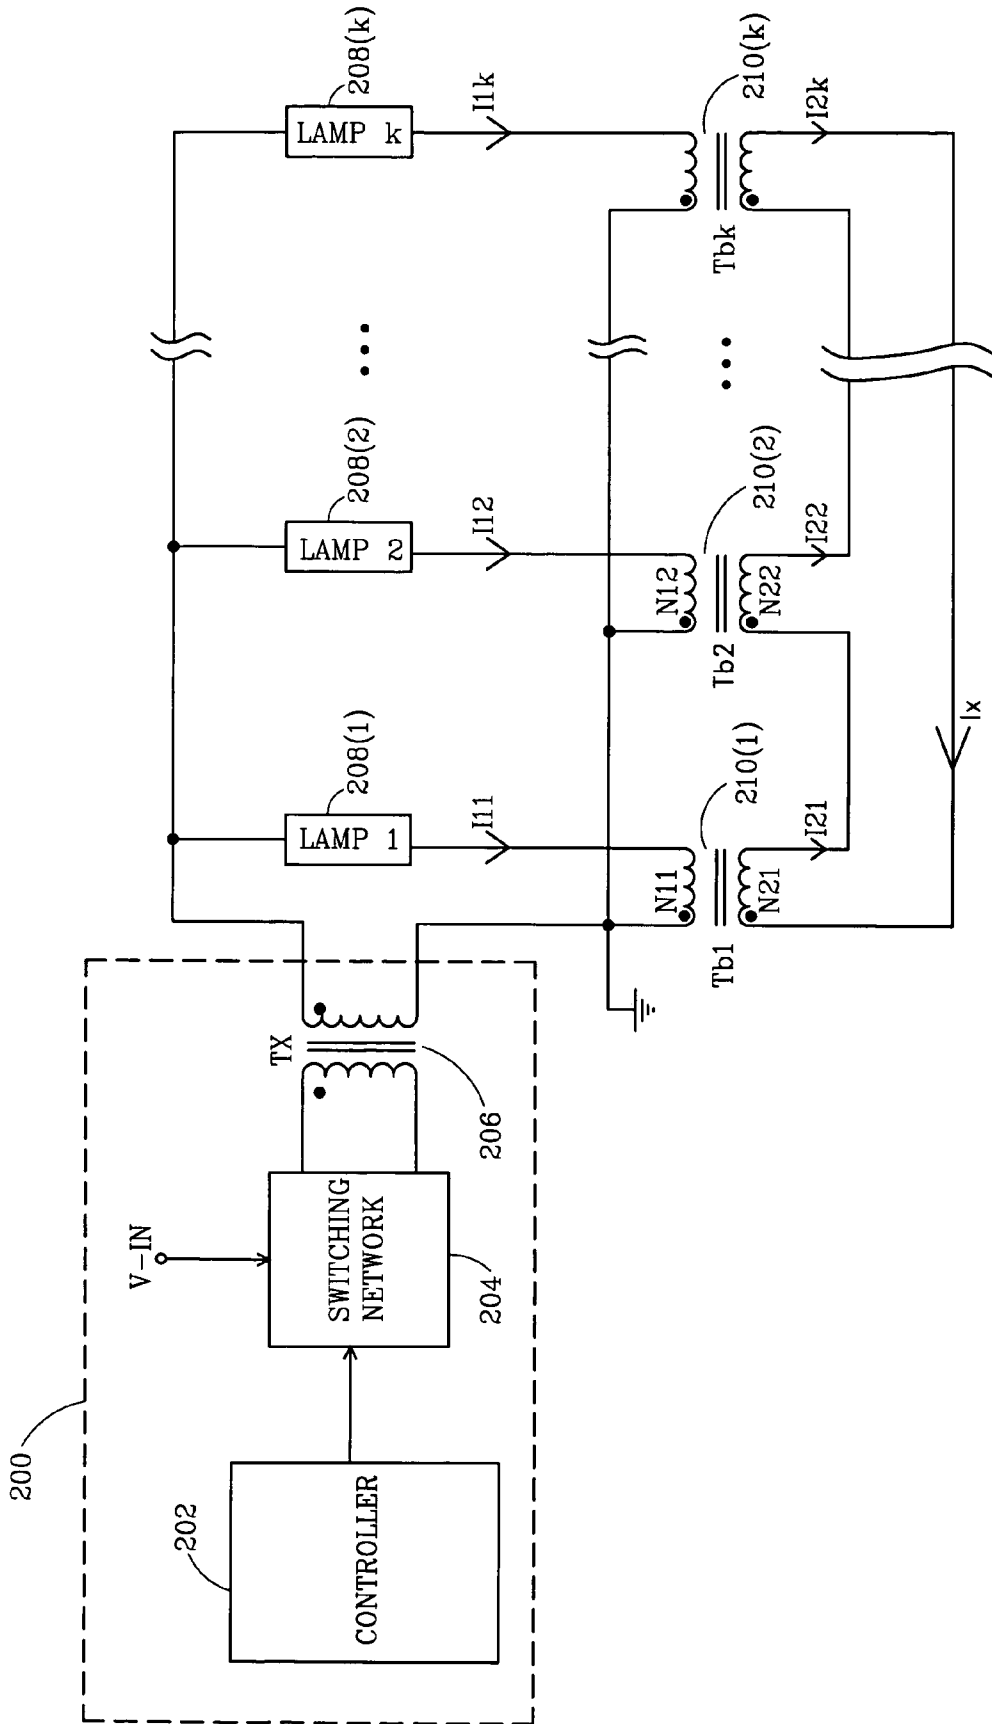 200
202
CONTROLLER
V-IN
SWITCHING
NETWORK
204
TX
206
208(1)
LAMP 1
I11
208(2)
LAMP 2
I12
208(k)
LAMP k
I1k
N11
N21
Tb1
210(1)
I21
N12
N22
Tb2
210(2)
I22
Tbk
210(k)
I2k
Ix